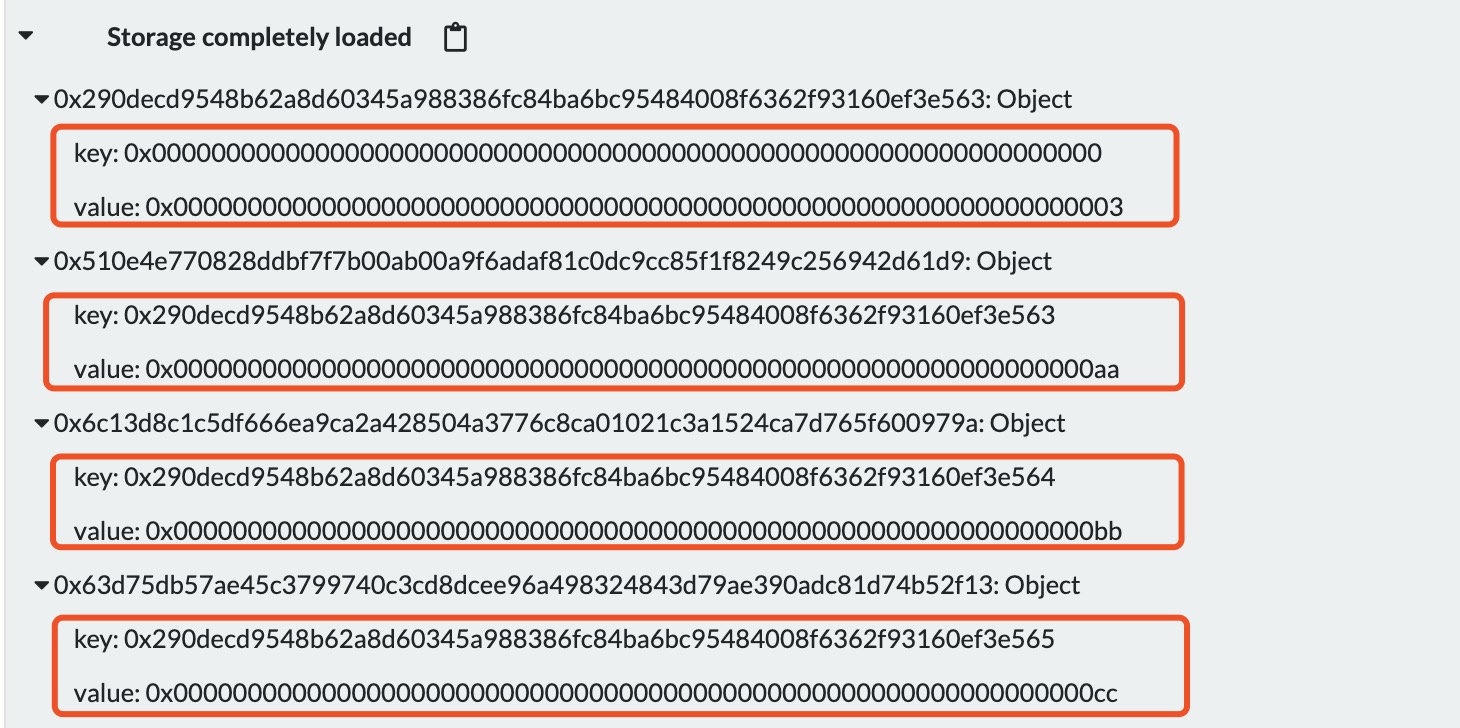 Storage completely loaded
0x290decd9548b62a8d60345a988386fc84ba6bc95484008f6362f93160ef3e563: Object
key: 0x0000000000000000000000000000000000000000000000000000000000000000
value: 0x0000000000000000000000000000000000000000000000000000000000000003
0x510e4e770828ddbf7f7b00ab00a9f6adaf81c0dc9cc85f1f8249c256942d61d9: Object
key: 0x290decd9548b62a8d60345a988386fc84ba6bc95484008f6362f93160ef3e563
value: 0x00000000000000000000000000000000000000000000000000000000000000aa
0x6c13d8c1c5df666ea9ca2a428504a3776c8ca01021c3a1524ca7d765f600979a: Object
key: 0x290decd9548b62a8d60345a988386fc84ba6bc95484008f6362f93160ef3e564
value: 0x00000000000000000000000000000000000000000000000000000000000000bb
0x63d75db57ae45c3799740c3cd8dcee96a498324843d79ae390adc81d74b52f13: Object
key: 0x290decd9548b62a8d60345a988386fc84ba6bc95484008f6362f93160ef3e565
value: 0x00000000000000000000000000000000000000000000000000000000000000cc